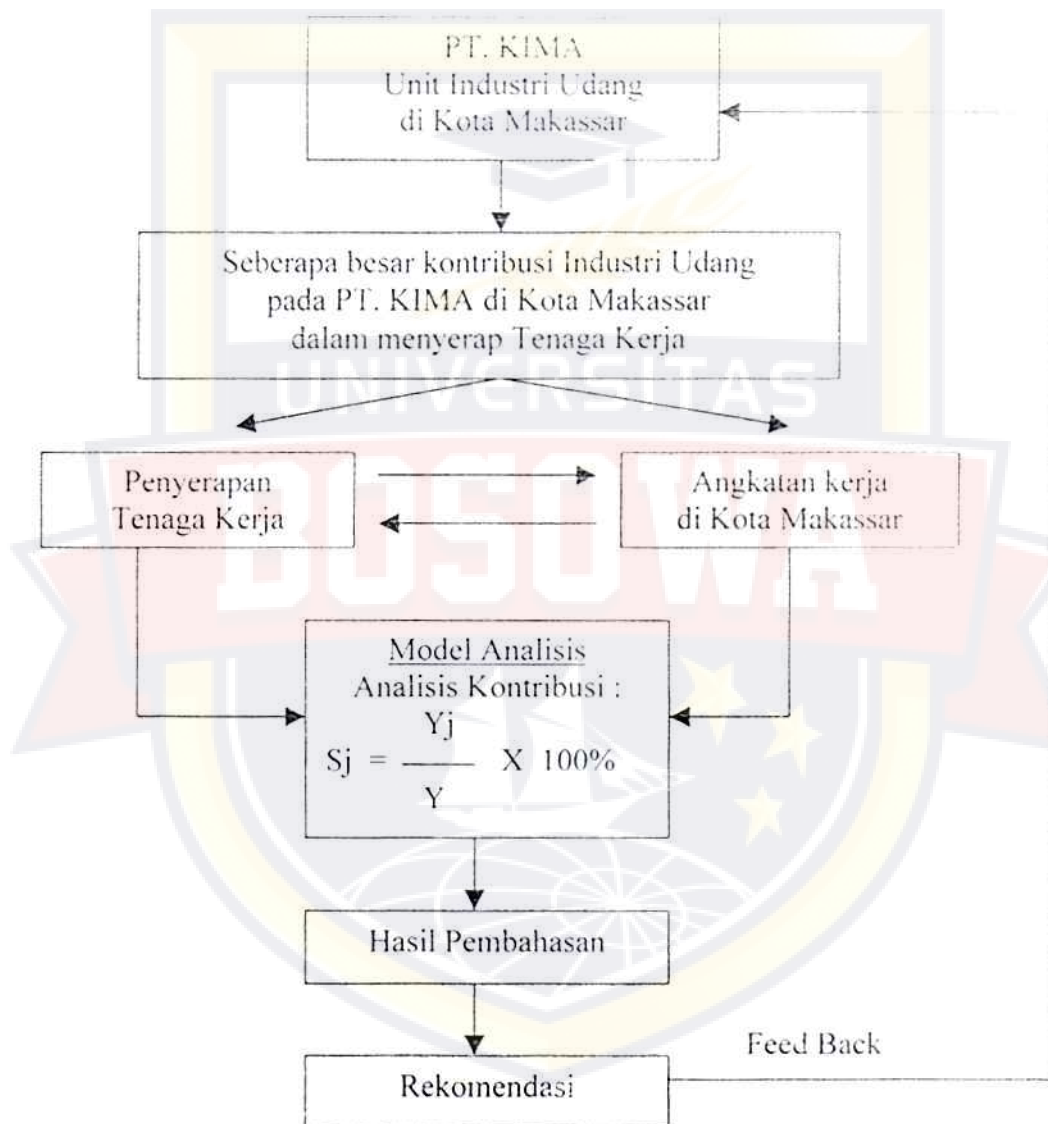 PT. KIMA
Unit Industri Udang
di Kota Makassar
Seberapa besar kontribusi Industri Udang
pada PT. KIMA di Kota Makassar
dalam menyerap Tenaga Kerja
UNIVERSITAS
BOSOWA
Penyerapan
Tenaga Kerja
Angkatan kerja
di Kota Makassar
Model Analisis
Analisis Kontribusi :
Yj
Sj = —— X 100%
Y
Hasil Pembahasan
Feed Back
Rekomendasi